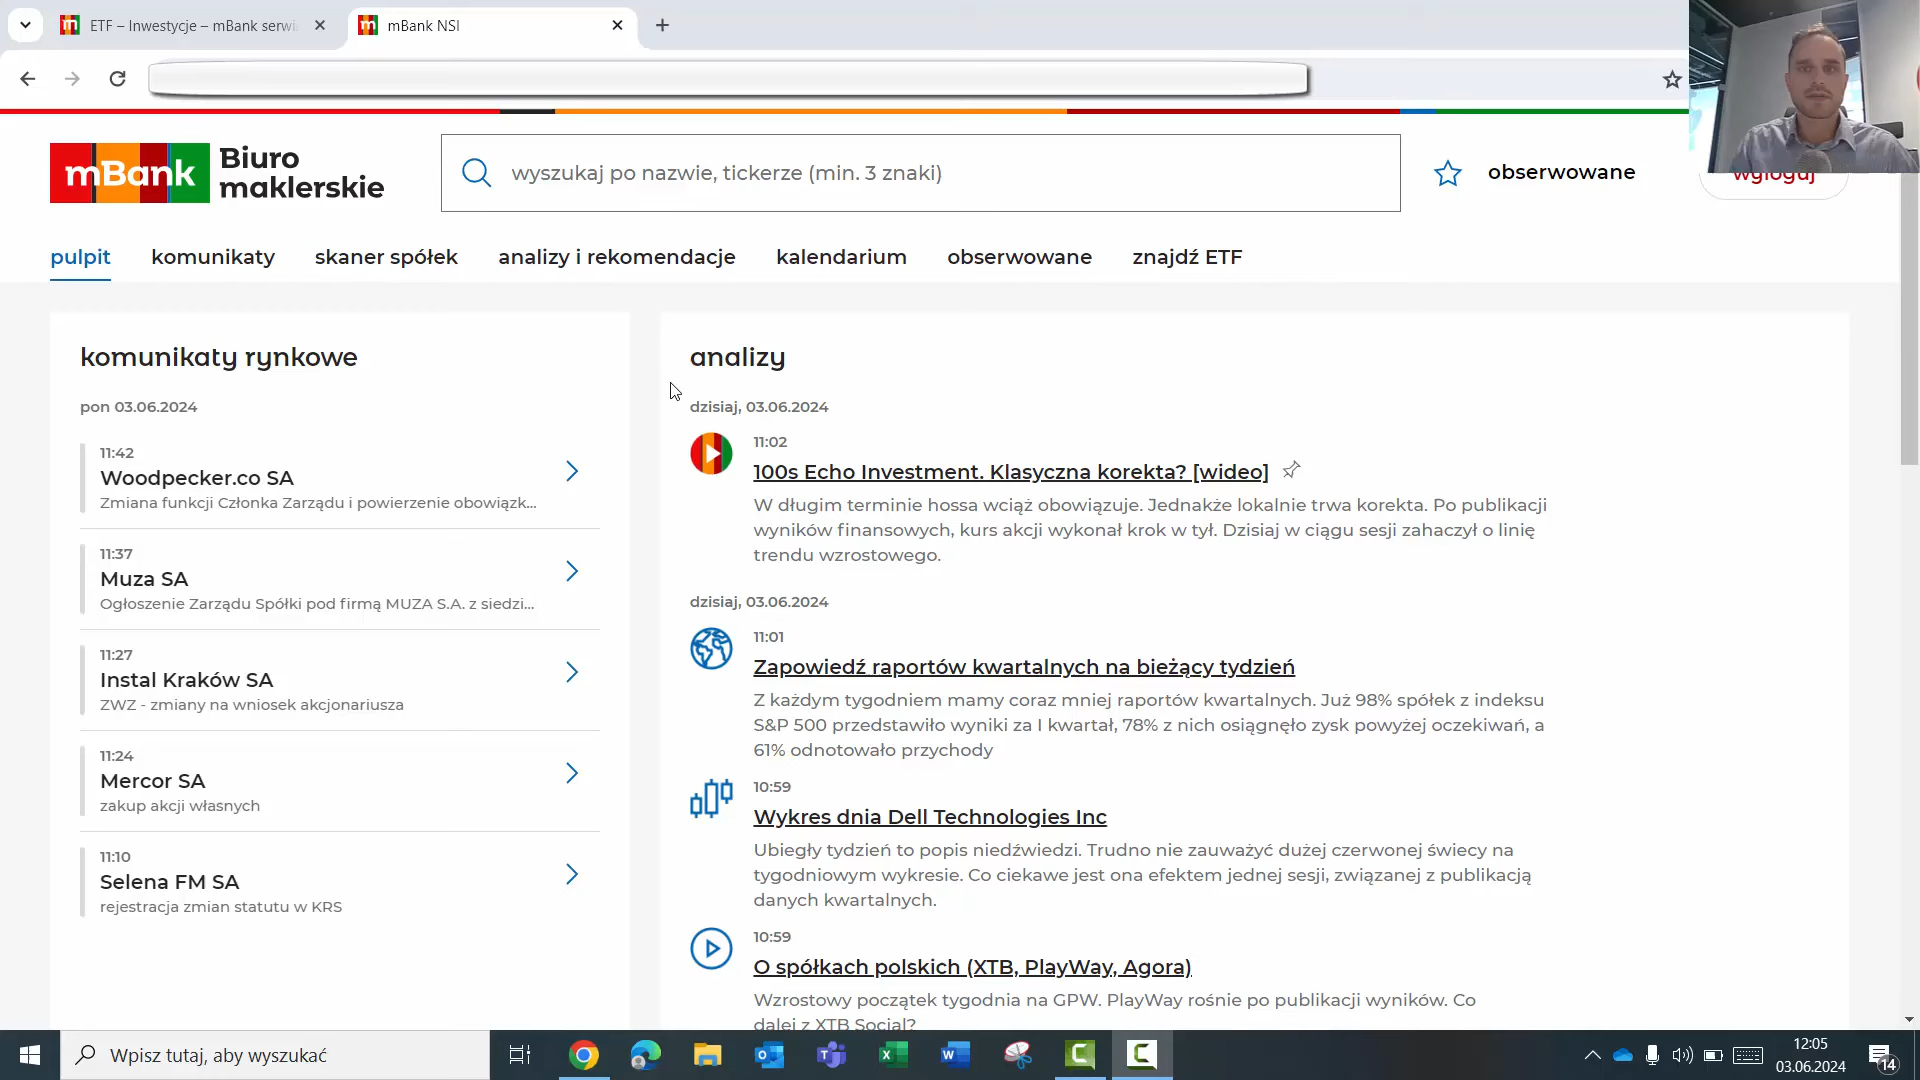 ETF – Inwestycje – mBank serwi
mBank NSI
mBank Biuro maklerskie
wyszukaj po nazwie, tickerze (min. 3 znaki)
obserwowane
wyloguj
pulpit
komunikaty
skaner spółek
analizy i rekomendacje
kalendarium
obserwowane
znajdź ETF
komunikaty rynkowe
pon 03.06.2024
11:42
Woodpecker.co SA
Zmiana funkcji Członka Zarządu i powierzenie obowiązk...
11:37
Muza SA
Ogłoszenie Zarządu Spółki pod firmą MUZA S.A. z siedzi...
11:27
Instal Kraków SA
ZWZ - zmiany na wniosek akcjonariusza
11:24
Mercor SA
zakup akcji własnych
11:10
Selena FM SA
rejestracja zmian statutu w KRS
analizy
dzisiaj, 03.06.2024
11:02
100s Echo Investment. Klasyczna korekta? [wideo]
W długim terminie hossa wciąż obowiązuje. Jednakże lokalnie trwa korekta. Po publikacji
wyników finansowych, kurs akcji wykonał krok w tył. Dzisiaj w ciągu sesji zahaczył o linię
trendu wzrostowego.
dzisiaj, 03.06.2024
11:01
Zapowiedź raportów kwartalnych na bieżący tydzień
Z każdym tygodniem mamy coraz mniej raportów kwartalnych. Już 98% spółek z indeksu
S&P 500 przedstawiło wyniki za I kwartał, 78% z nich osiągnęło zysk powyżej oczekiwań, a
61% odnotowało przychody
10:59
Wykres dnia Dell Technologies Inc
Ubiegły tydzień to popis niedźwiedzi. Trudno nie zauważyć dużej czerwonej świecy na
tygodniowym wykresie. Co ciekawe jest ona efektem jednej sesji, związanej z publikacją
danych kwartalnych.
10:59
O spółkach polskich (XTB, PlayWay, Agora)
Wzrostowy początek tygodnia na GPW. PlayWay rośnie po publikacji wyników. Co
dalej z XTB Social?
Wpisz tutaj, aby wyszukać
12:05
03.06.2024
14